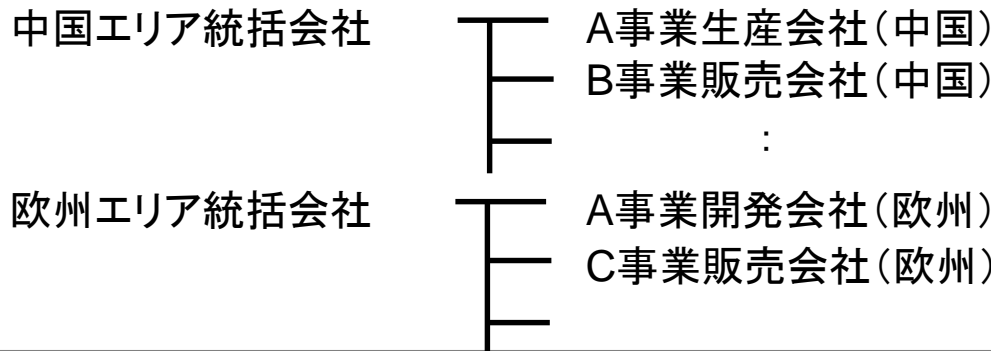 中国エリア統括会社 A事業生産会社（中国）
B事業販売会社（中国）
：
欧州エリア統括会社 A事業開発会社（欧州）
C事業販売会社（欧州）